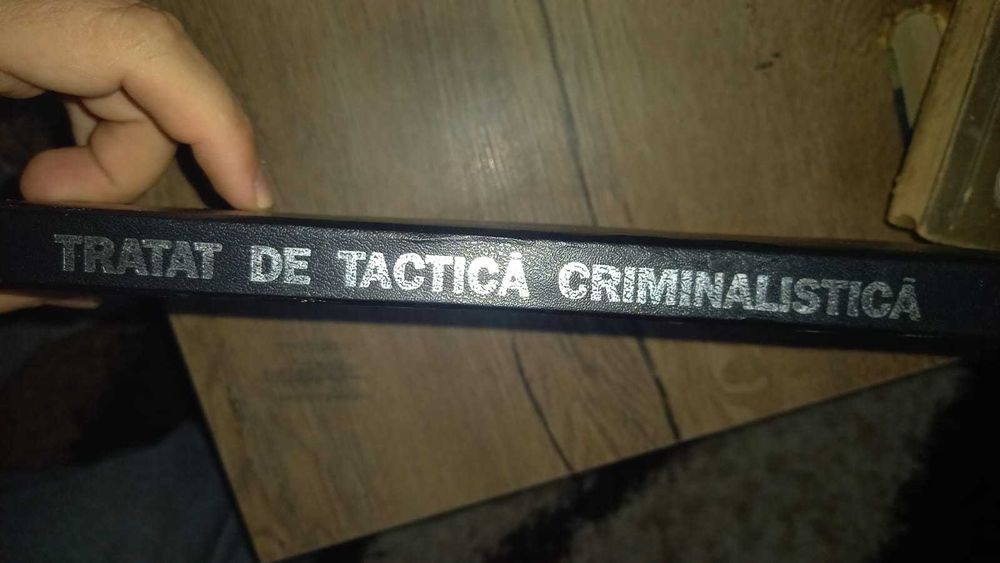 TRATAT DE TACTICĂ CRIMINALISTICĂ